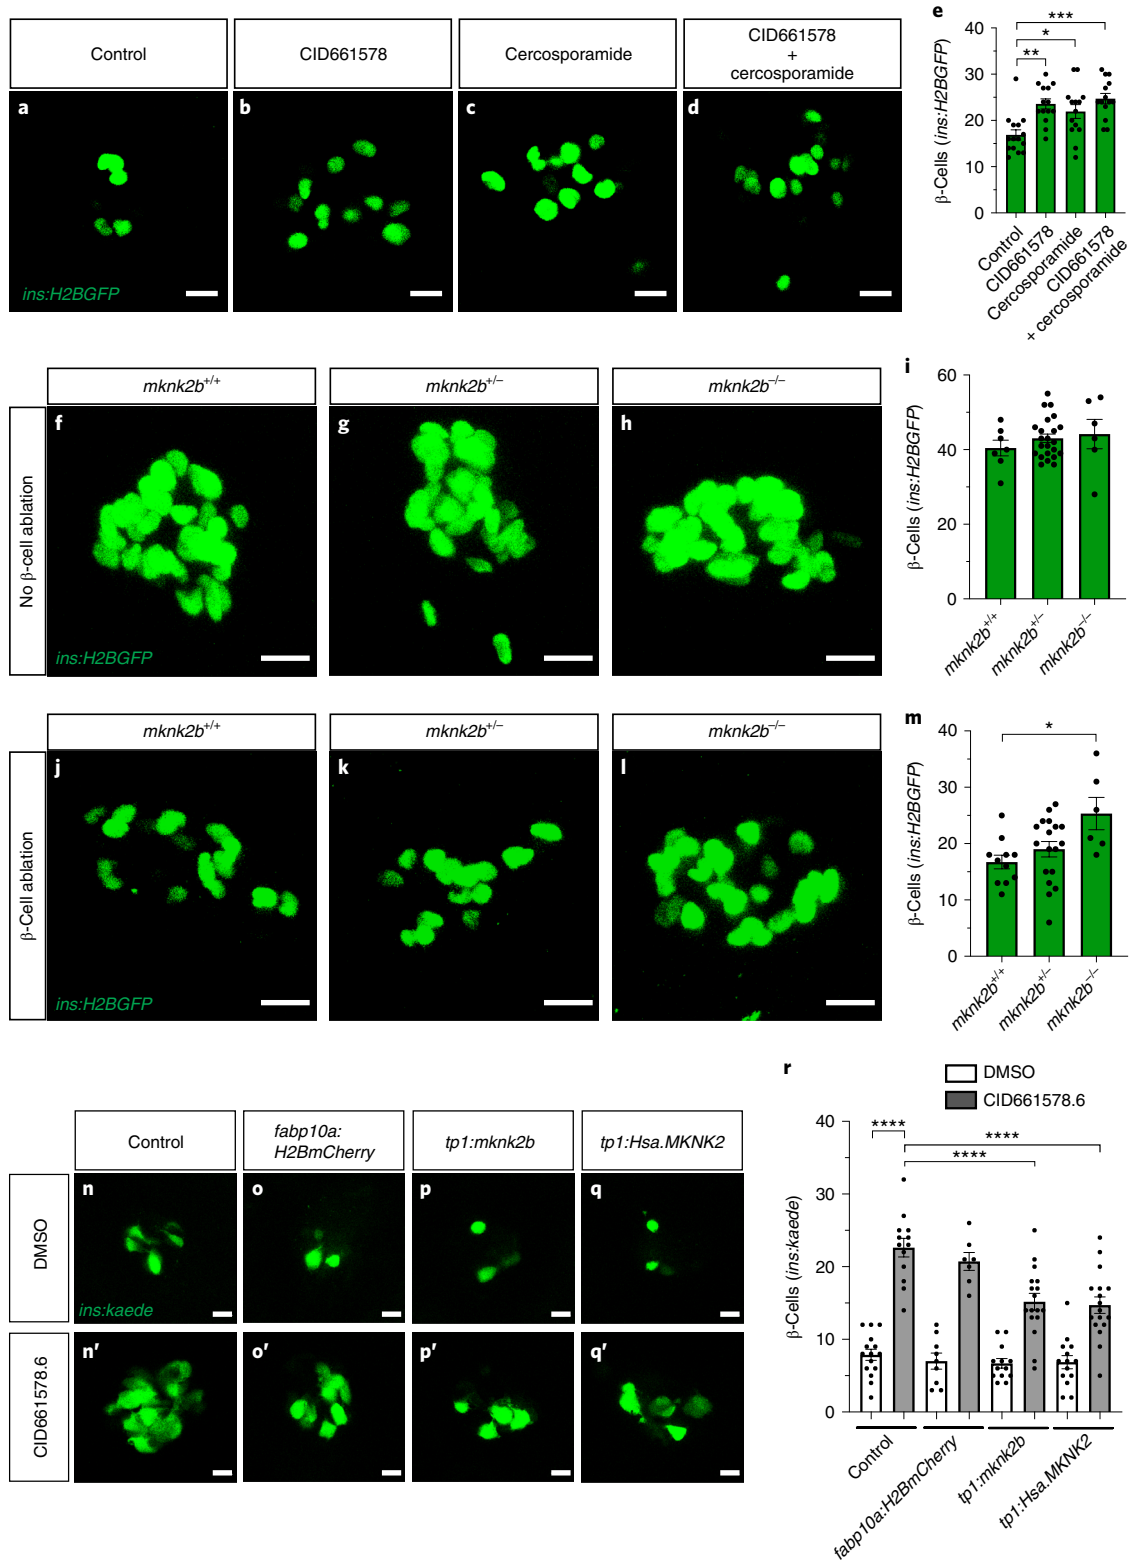 Control
CID661578
Cercosporamide
CID661578
+
cercosporamide
a
b
c
d
ins:H2BGFP
e
β-Cells (ins:H2BGFP)
40
30
20
10
0
***
*
**
Control
CID661578
Cercosporamide
CID661578
+ cercosporamide
mknk2b+/+
mknk2b+/–
mknk2b–/–
No β-cell ablation
f
g
h
ins:H2BGFP
i
β-Cells (ins:H2BGFP)
60
40
20
0
mknk2b+/+
mknk2b+/–
mknk2b–/–
mknk2b+/+
mknk2b+/–
mknk2b–/–
β-Cell ablation
j
k
l
ins:H2BGFP
m
β-Cells (ins:H2BGFP)
40
30
20
10
0
*
mknk2b+/+
mknk2b+/–
mknk2b–/–
Control
fabp10a:
H2BmCherry
tp1:mknk2b
tp1:Hsa.MKNK2
DMSO
n
o
p
q
ins:kaede
CID661578.6
n′
o′
p′
q′
r
DMSO
CID661578.6
β-Cells (ins:kaede)
40
30
20
10
0
****
****
****
Control
fabp10a:H2BmCherry
tp1:mknk2b
tp1:Hsa.MKNK2